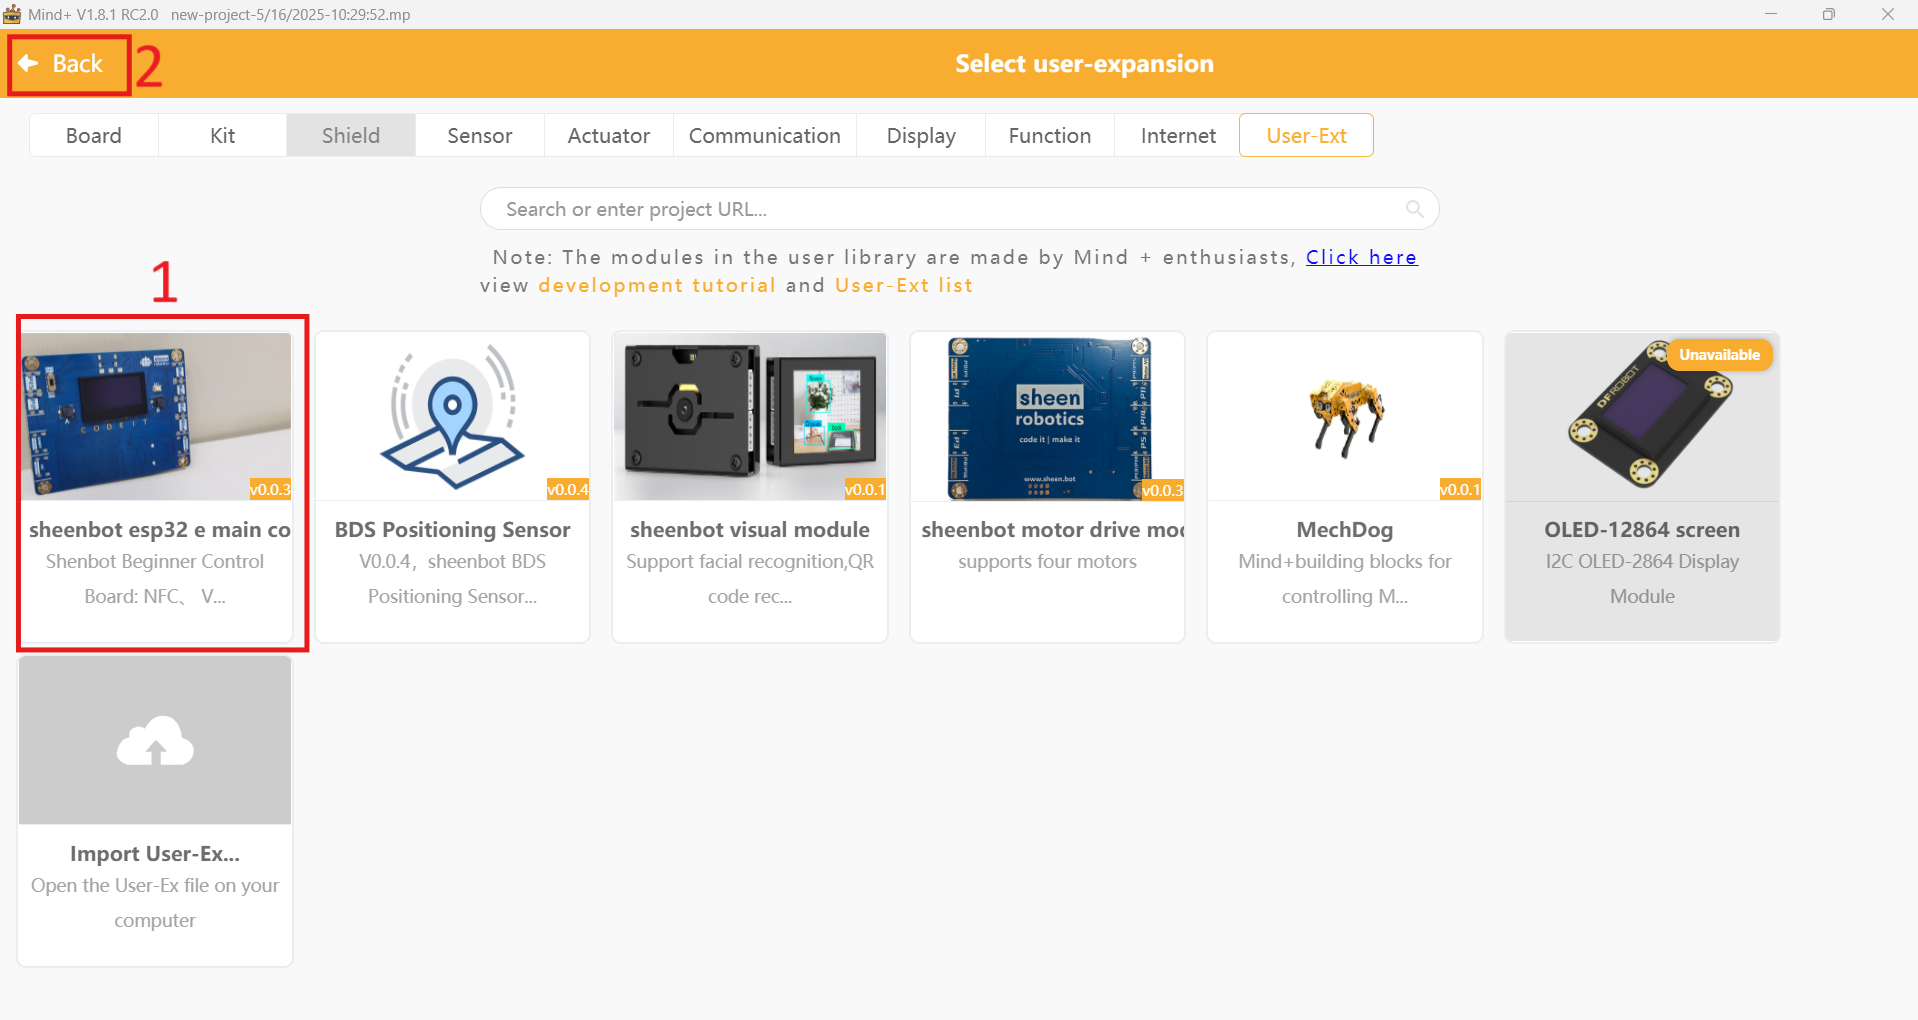 Mind+ V1.8.1 RC2.0   new-project-5/16/2025-10:29:52.mp
Back 2
Select user-expansion
Board Kit Shield Sensor Actuator Communication Display Function Internet User-Ext
Search or enter project URL...
Note: The modules in the user library are made by Mind + enthusiasts, Click here
view development tutorial and User-Ext list
1
A CODEIT
v0.0.3
sheenbot esp32 e main co
Shenbot Beginner Control
Board: NFC、 V...
v0.0.4
BDS Positioning Sensor
V0.0.4，sheenbot BDS
Positioning Sensor...
v0.0.1
sheenbot visual module
Support facial recognition,QR
code rec...
sheen
robotics
code it | make it
www.sheen.bot
v0.0.3
sheenbot motor drive mod
supports four motors
v0.0.1
MechDog
Mind+building blocks for
controlling M...
Unavailable
DFROBOT
OLED-12864 screen
I2C OLED-2864 Display
Module
Import User-Ex...
Open the User-Ex file on your
computer